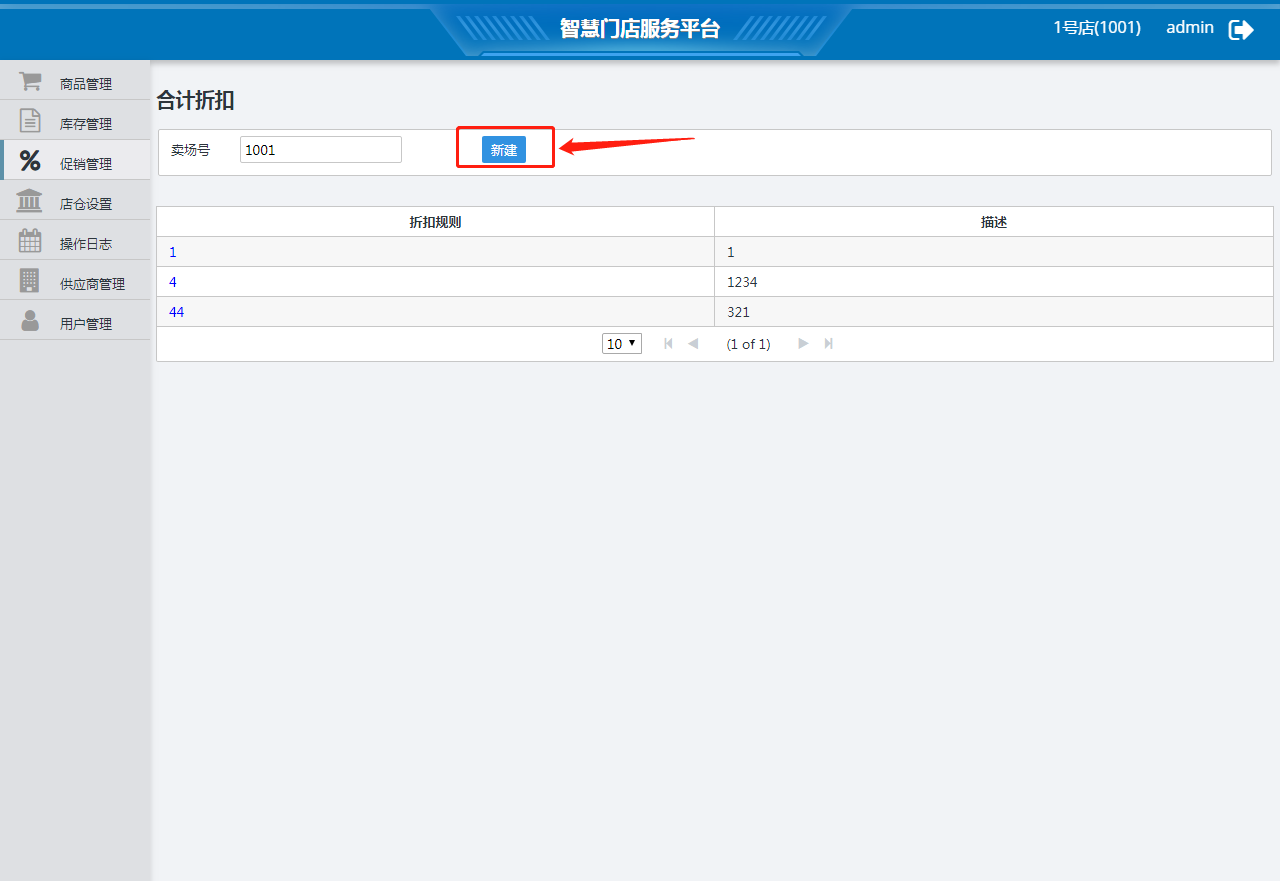 智慧门店服务平台
1号店(1001) admin
商品管理
库存管理
促销管理
店仓设置
操作日志
供应商管理
用户管理
合计折扣
卖场号 1001 新建
折扣规则 描述
1 1
4 1234
44 321
10 (1 of 1)